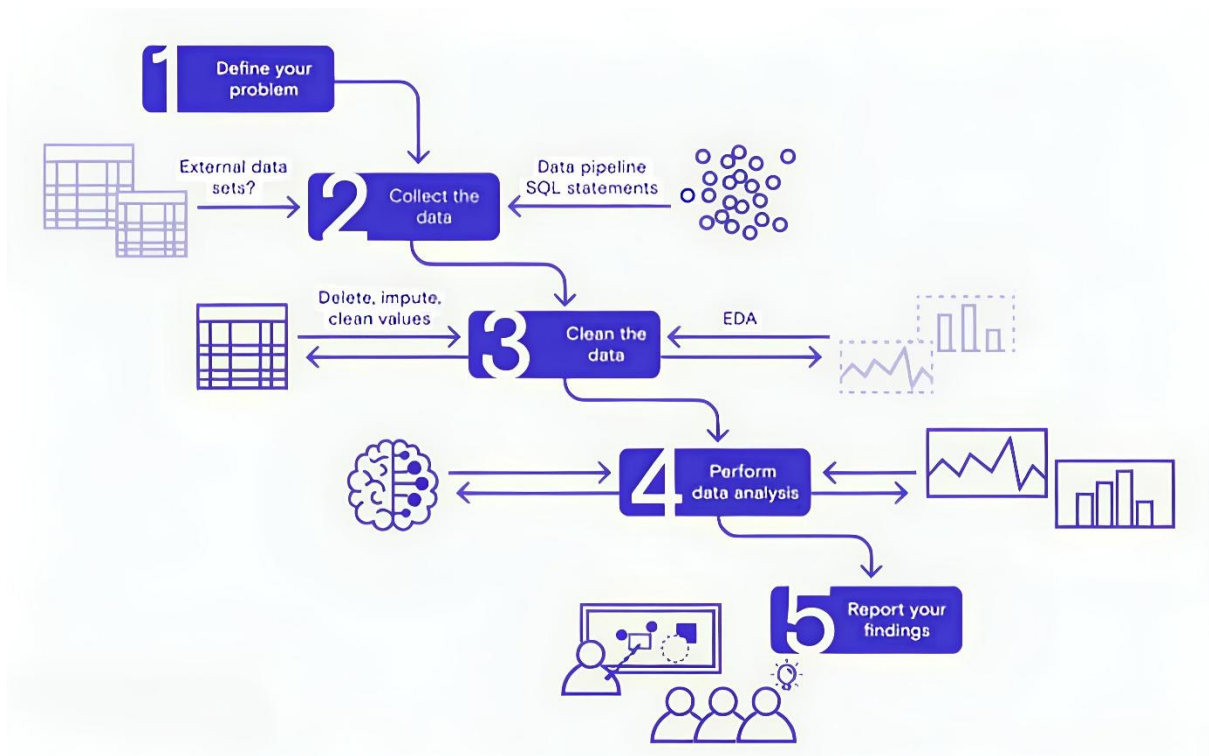 1
Define your
problem
External data
sets?
2
Collect the
data
Data pipeline
SQL statements
Delete, impute,
clean values
3
Clean the
data
EDA
4
Perform
data analysis
5
Report your
findings